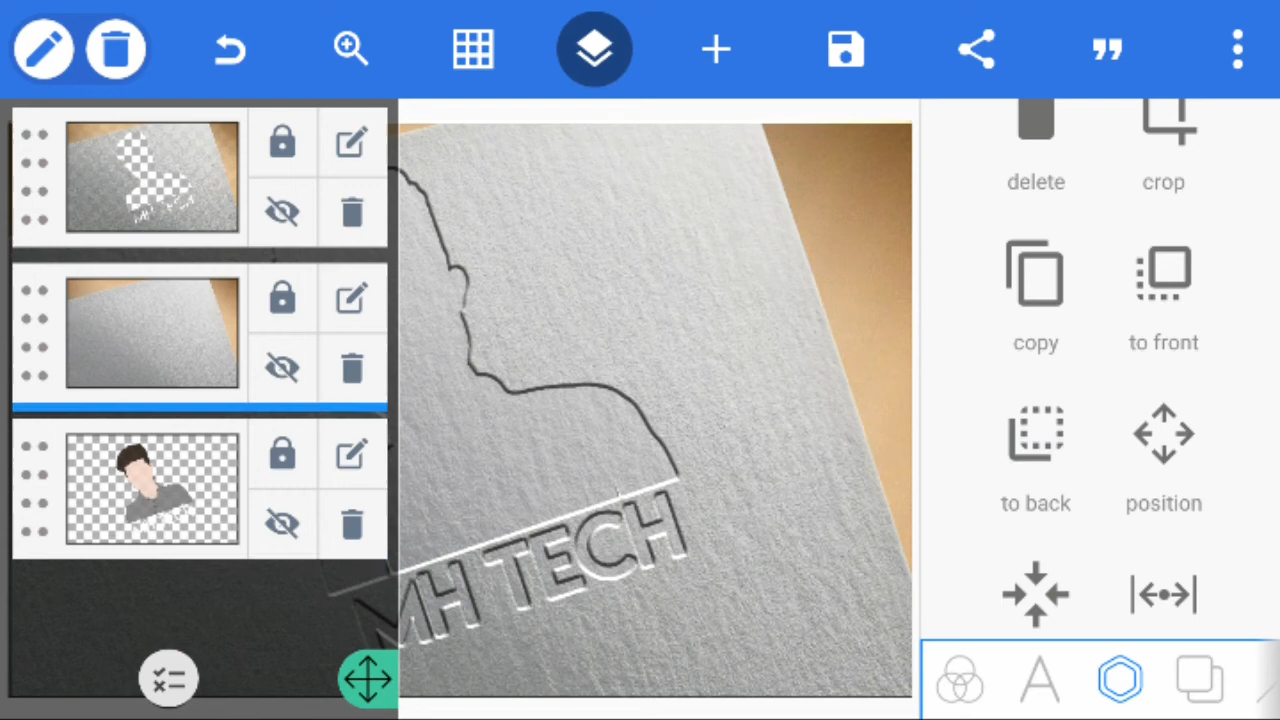 delete
crop
copy
to front
to back
position
MH TECH